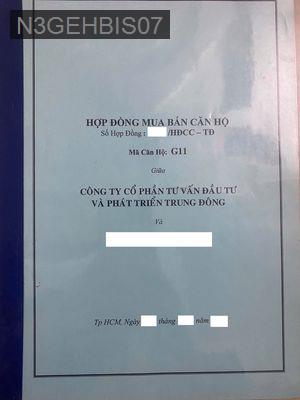 N3GEHBIS07
HỢP ĐỒNG MUA BÁN CĂN HỘ
Số Hợp Đồng : /HĐCC – TĐ
Mã Căn Hộ: G11
Giữa
CÔNG TY CỔ PHẦN TƯ VẤN ĐẦU TƯ
VÀ PHÁT TRIỂN TRUNG ĐÔNG
Và
Tp HCM, Ngày tháng năm